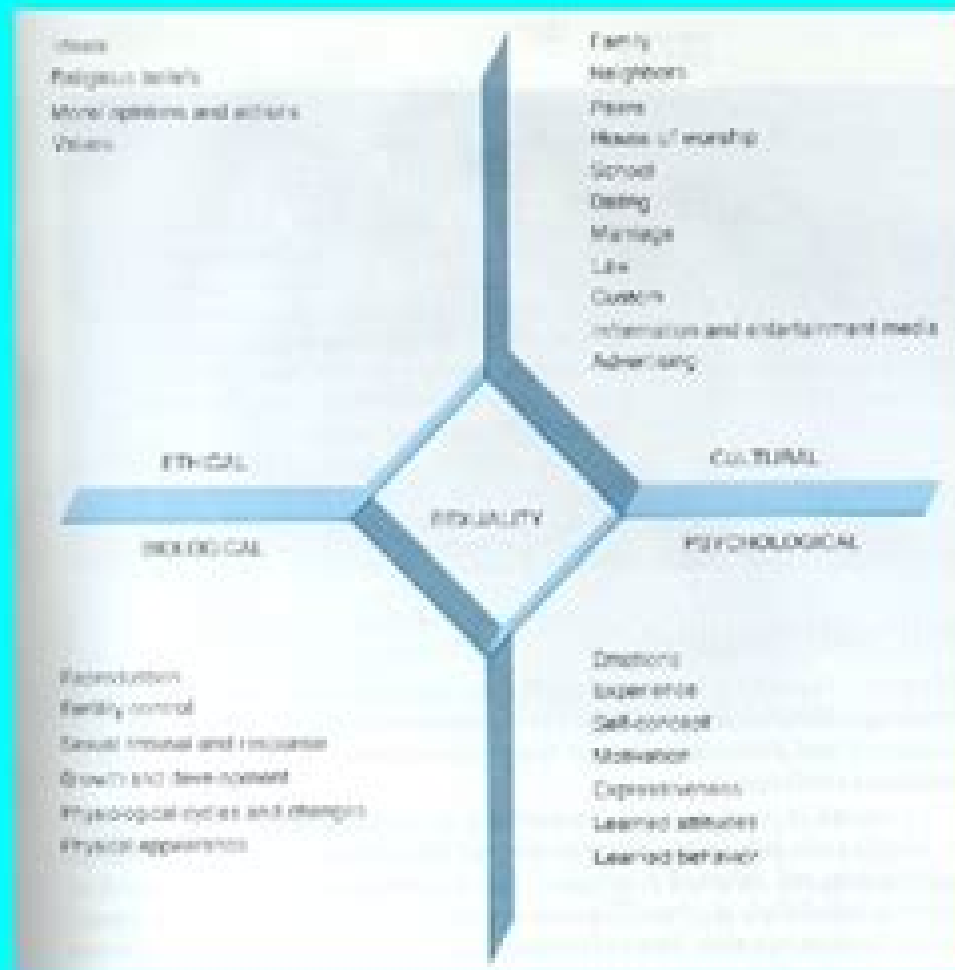 Ideals
Religious beliefs
Moral opinions and actions
Values
Family
Neighbors
Peers
House of worship
School
Dating
Marriage
Law
Custom
Information and entertainment media
Advertising
ETHICAL
CULTURAL
SEXUALITY
BIOLOGICAL
PSYCHOLOGICAL
Reproduction
Fertility control
Sexual arousal and response
Growth and development
Physiological cycles and changes
Physical appearance
Emotions
Experience
Self-concept
Motivation
Expressiveness
Learned attitudes
Learned behavior